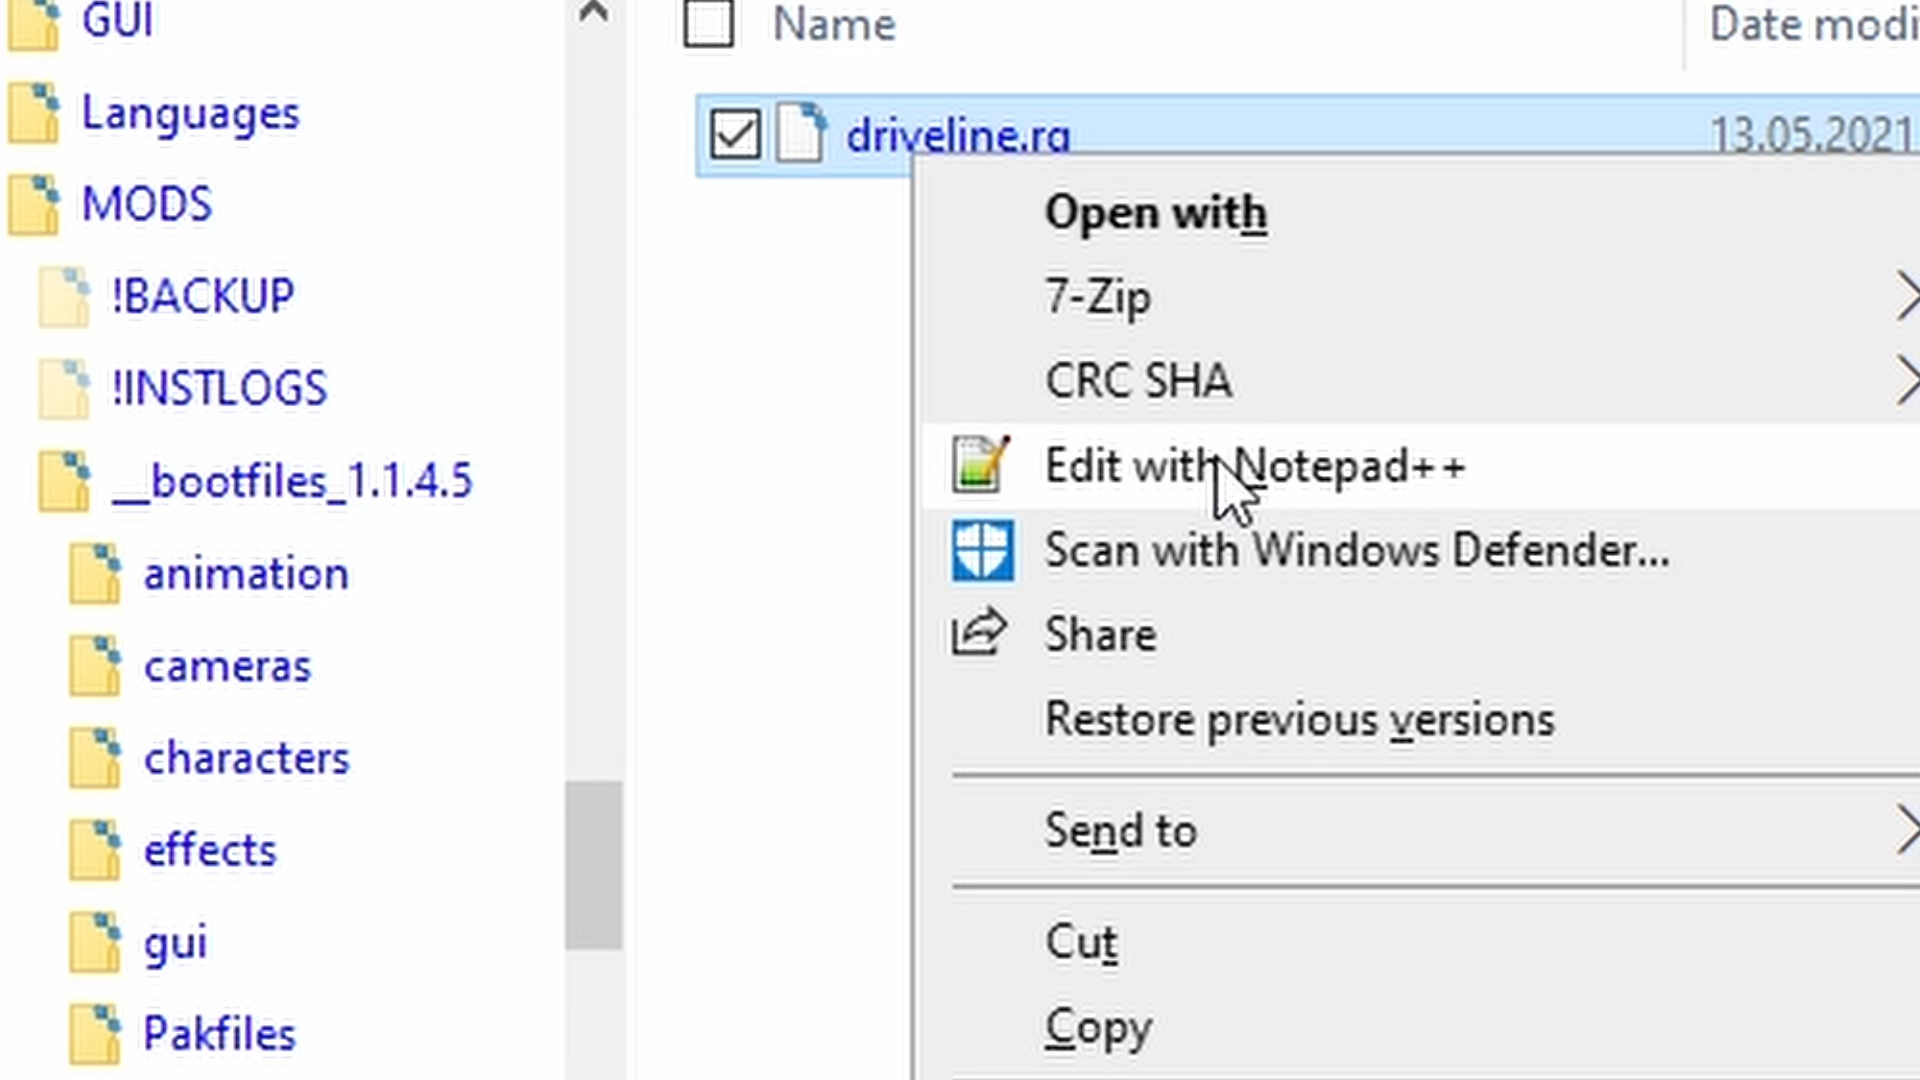 GUI
Languages
MODS
!BACKUP
!INSTLOGS
__bootfiles_1.1.4.5
animation
cameras
characters
effects
gui
Pakfiles
Name
Date modi
driveline.rg
13.05.2021
Open with
7-Zip
CRC SHA
Edit with Notepad++
Scan with Windows Defender...
Share
Restore previous versions
Send to
Cut
Copy